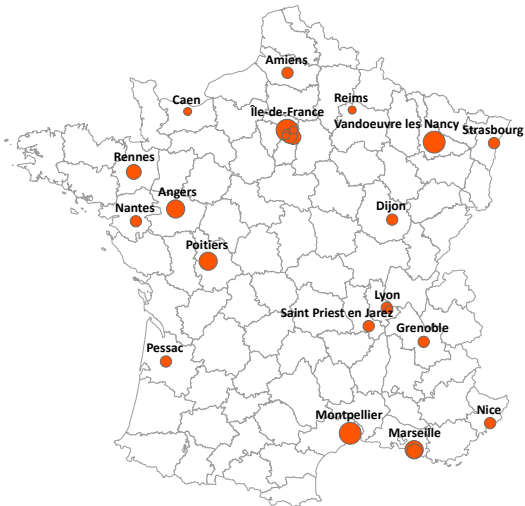 Amiens
Caen
Reims
Île-de-France
Vandoeuvre les Nancy
Strasbourg
Rennes
Angers
Nantes
Dijon
Poitiers
Lyon
Saint Priest en Jarez
Grenoble
Pessac
Montpellier
Nice
Marseille